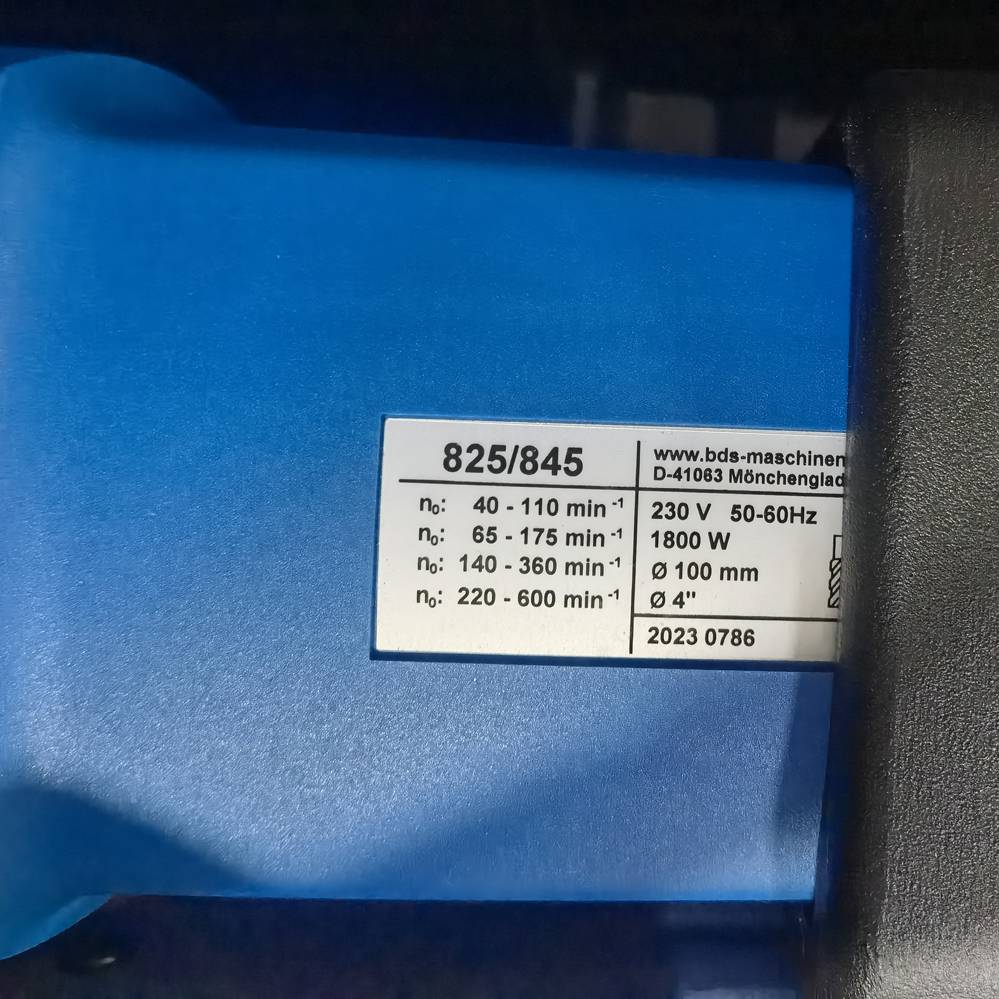 825/845
n₀: 40 - 110 min⁻¹
n₀: 65 - 175 min⁻¹
n₀: 140 - 360 min⁻¹
n₀: 220 - 600 min⁻¹
www.bds-maschinen
D-41063 Mönchenglad
230 V 50-60Hz
1800 W
Ø 100 mm
Ø 4"
2023 0786